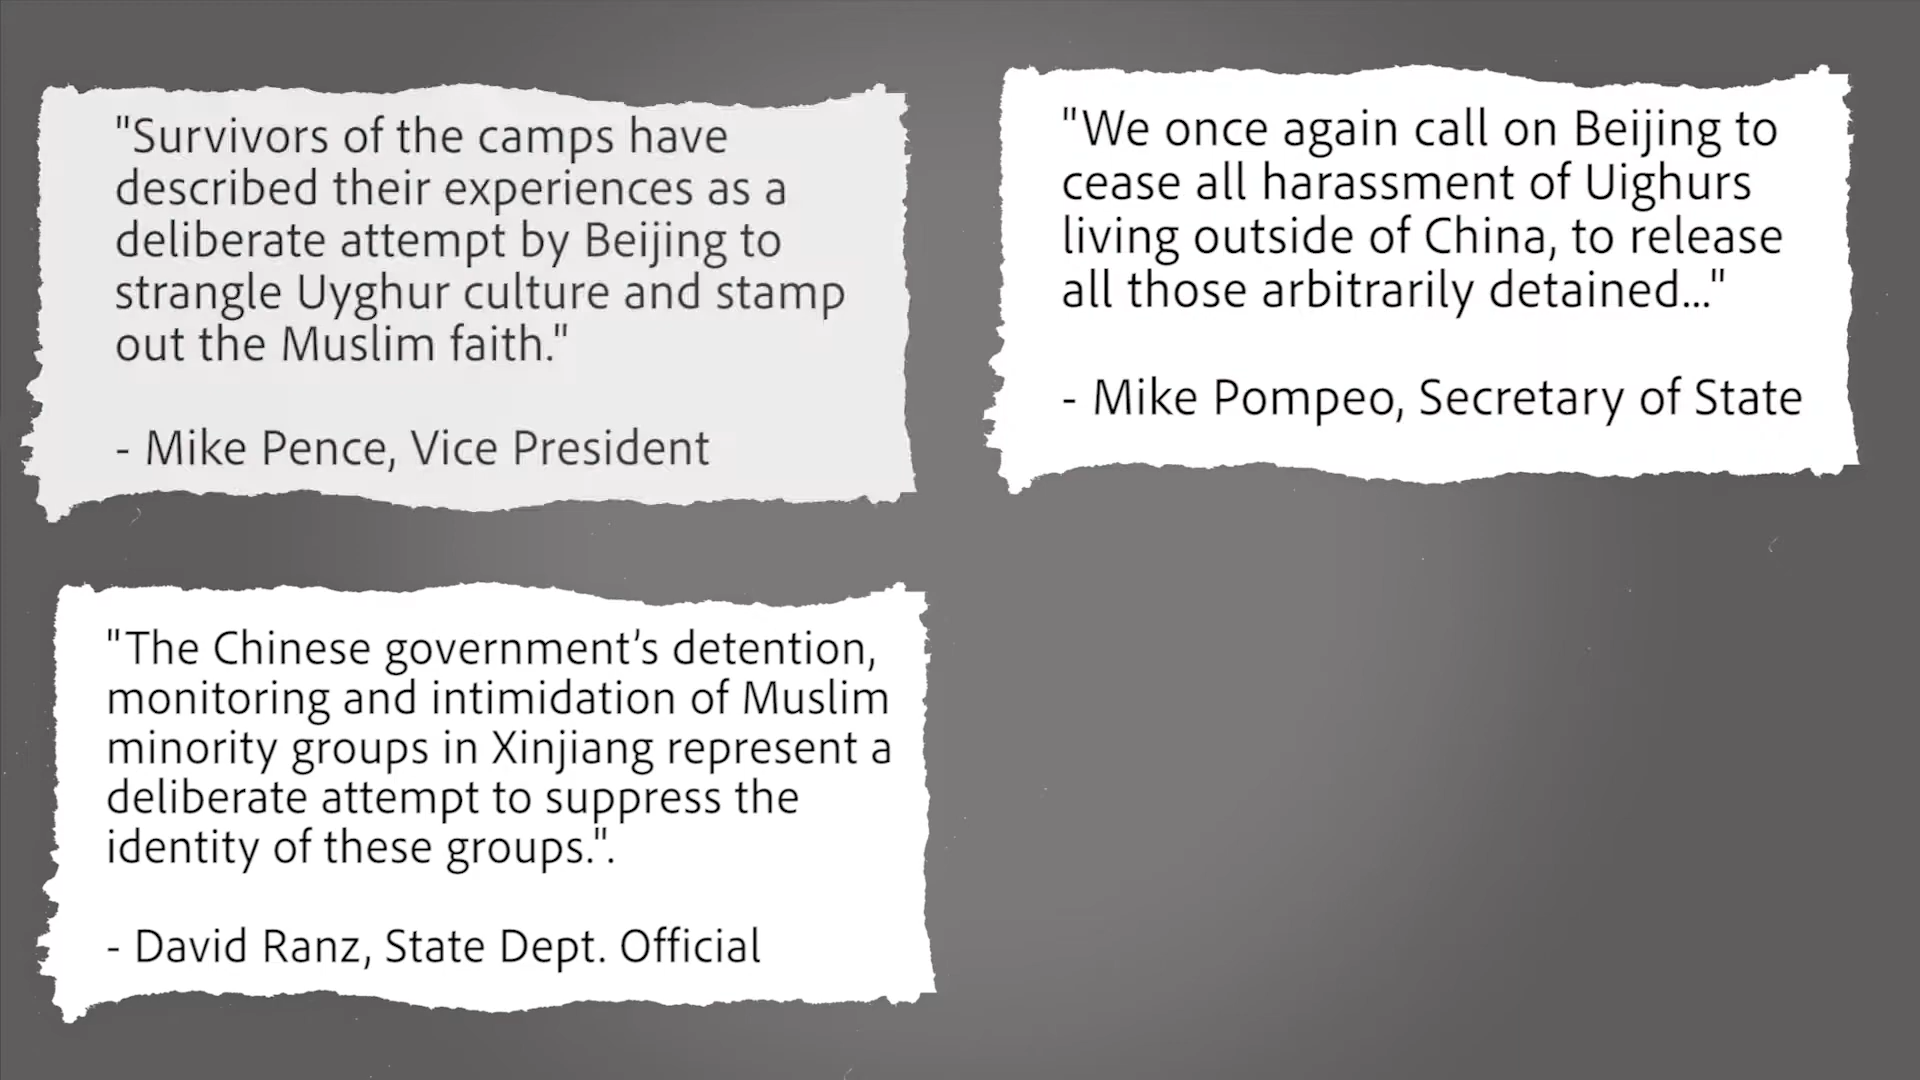 "Survivors of the camps have
described their experiences as a
deliberate attempt by Beijing to
strangle Uyghur culture and stamp
out the Muslim faith."
- Mike Pence, Vice President
"We once again call on Beijing to
cease all harassment of Uighurs
living outside of China, to release
all those arbitrarily detained..."
- Mike Pompeo, Secretary of State
"The Chinese government’s detention,
monitoring and intimidation of Muslim
minority groups in Xinjiang represent a
deliberate attempt to suppress the
identity of these groups.".
- David Ranz, State Dept. Official